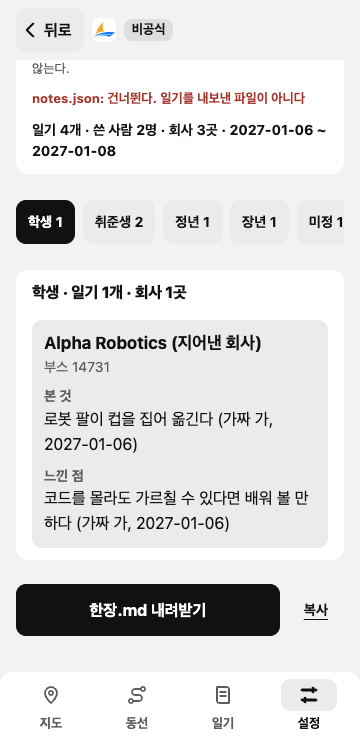 뒤로
비공식
않는다.
notes.json: 건너뛴다. 일기를 내보낸 파일이 아니다
일기 4개 · 쓴 사람 2명 · 회사 3곳 · 2027-01-06 ~
2027-01-08
학생 1
취준생 2
정년 1
장년 1
미정 1
학생 · 일기 1개 · 회사 1곳
Alpha Robotics (지어낸 회사)
부스 14731
본 것
로봇 팔이 컵을 집어 옮긴다 (가짜 가,
2027-01-06)
느낀 점
코드를 몰라도 가르칠 수 있다면 배워 볼 만
하다 (가짜 가, 2027-01-06)
한장.md 내려받기
복사
지도
동선
일기
설정